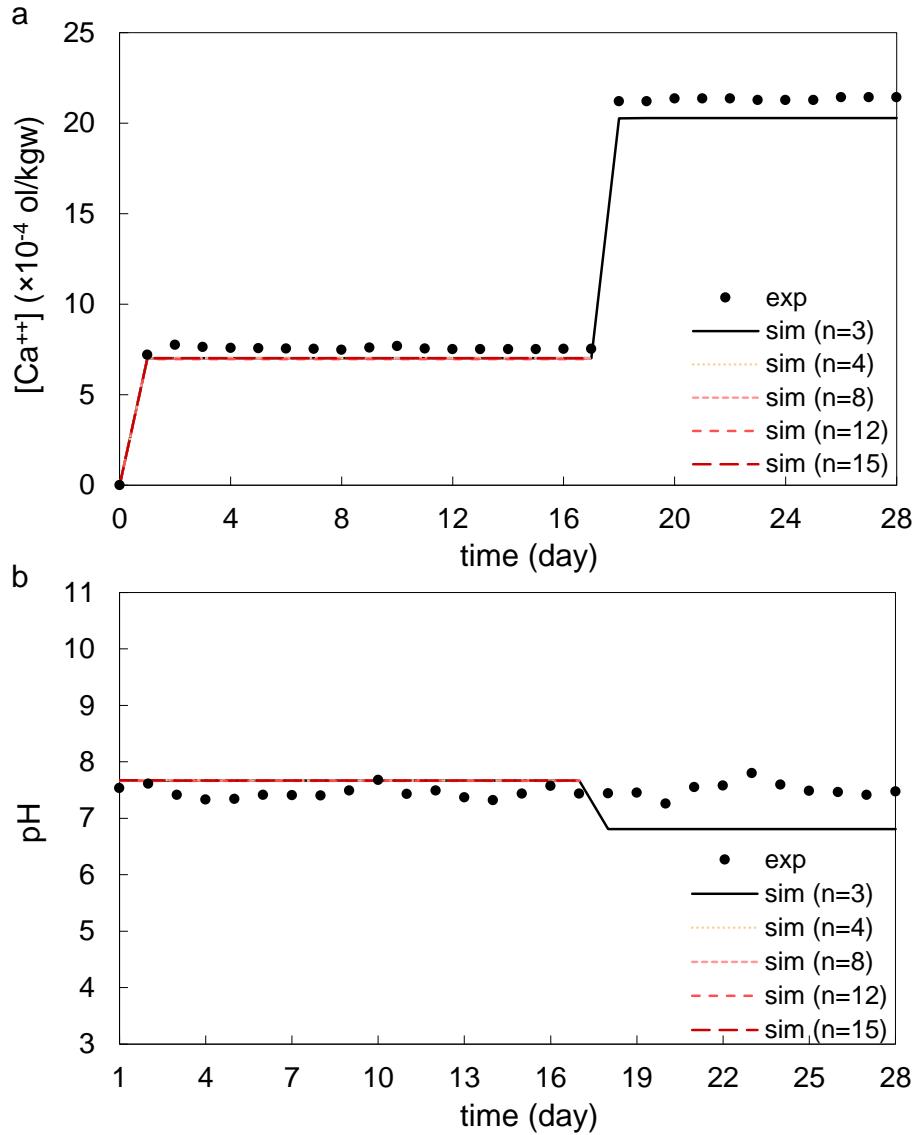 a
25
20
15
10
5
0
[Ca⁺⁺] (×10⁻⁴ ol/kgw)
exp
sim (n=3)
sim (n=4)
sim (n=8)
sim (n=12)
sim (n=15)
0 4 8 12 16 20 24 28
time (day)
b
11
10
9
8
7
6
5
4
3
pH
exp
sim (n=3)
sim (n=4)
sim (n=8)
sim (n=12)
sim (n=15)
1 4 7 10 13 16 19 22 25 28
time (day)